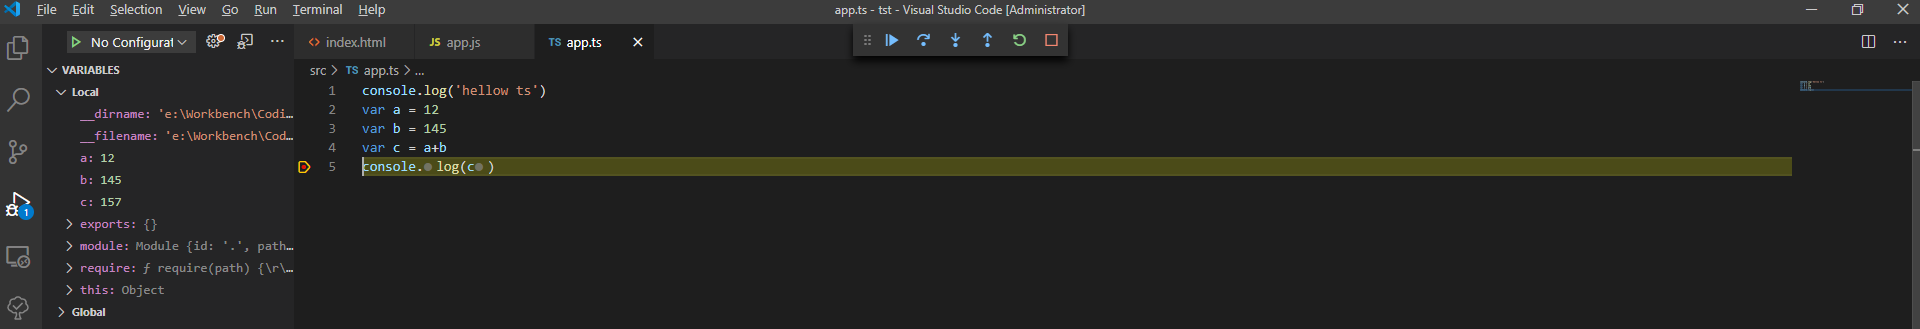 File Edit Selection View Go Run Terminal Help
app.ts - tst - Visual Studio Code [Administrator]
No Configurat
index.html
JS app.js
TS app.ts
VARIABLES
src > TS app.ts > ...
Local
__dirname: 'e:\Workbench\Codi…
__filename: 'e:\Workbench\Cod…
a: 12
b: 145
c: 157
exports: {}
module: Module {id: '.', path…
require: ƒ require(path) {\r\…
this: Object
Global
1
1 console.log('hellow ts')
2 var a = 12
3 var b = 145
4 var c = a+b
5 console. log(c )